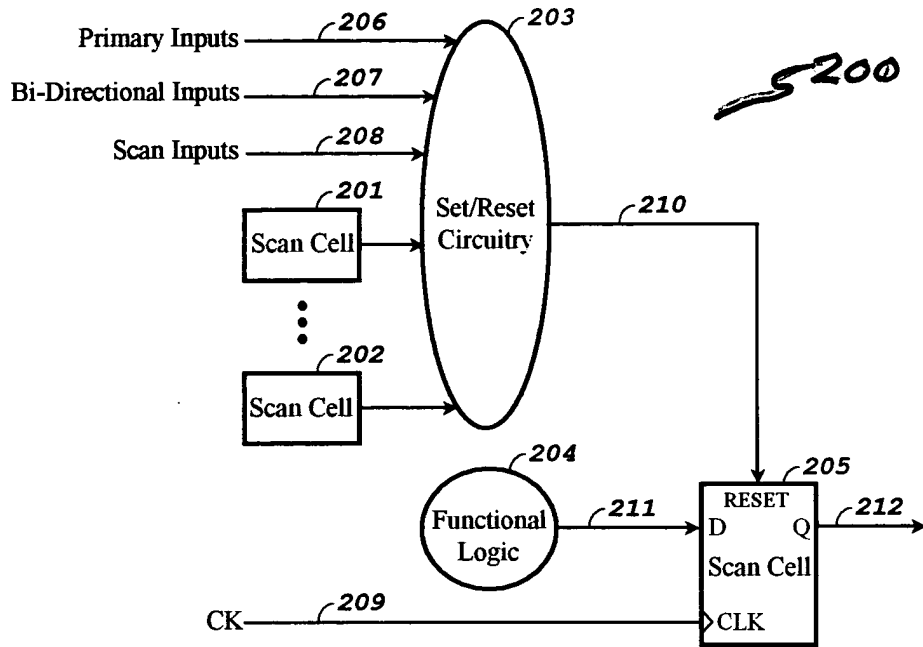 206
203
Primary Inputs
200
Bi-Directional Inputs
207
Scan Inputs
208
201
Scan Cell
Set/Reset
Circuitry
210
202
Scan Cell
204
205
Functional
Logic
211
RESET
D
Q
212
Scan Cell
CK
209
CLK